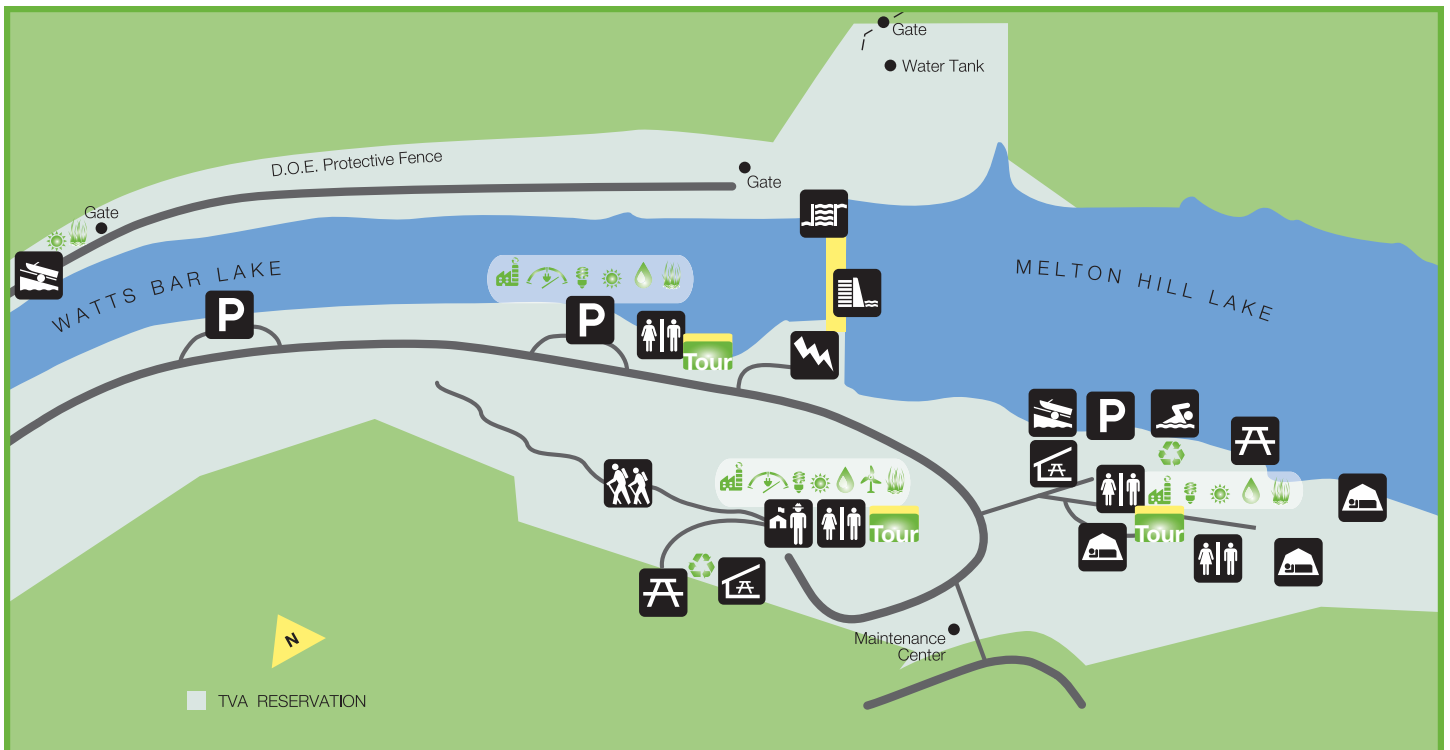 Gate
Water Tank
D.O.E. Protective Fence
Gate
Gate
WATTS BAR LAKE
MELTON HILL LAKE
P
P
Tour
P
Tour
Tour
Maintenance
Center
N
TVA RESERVATION